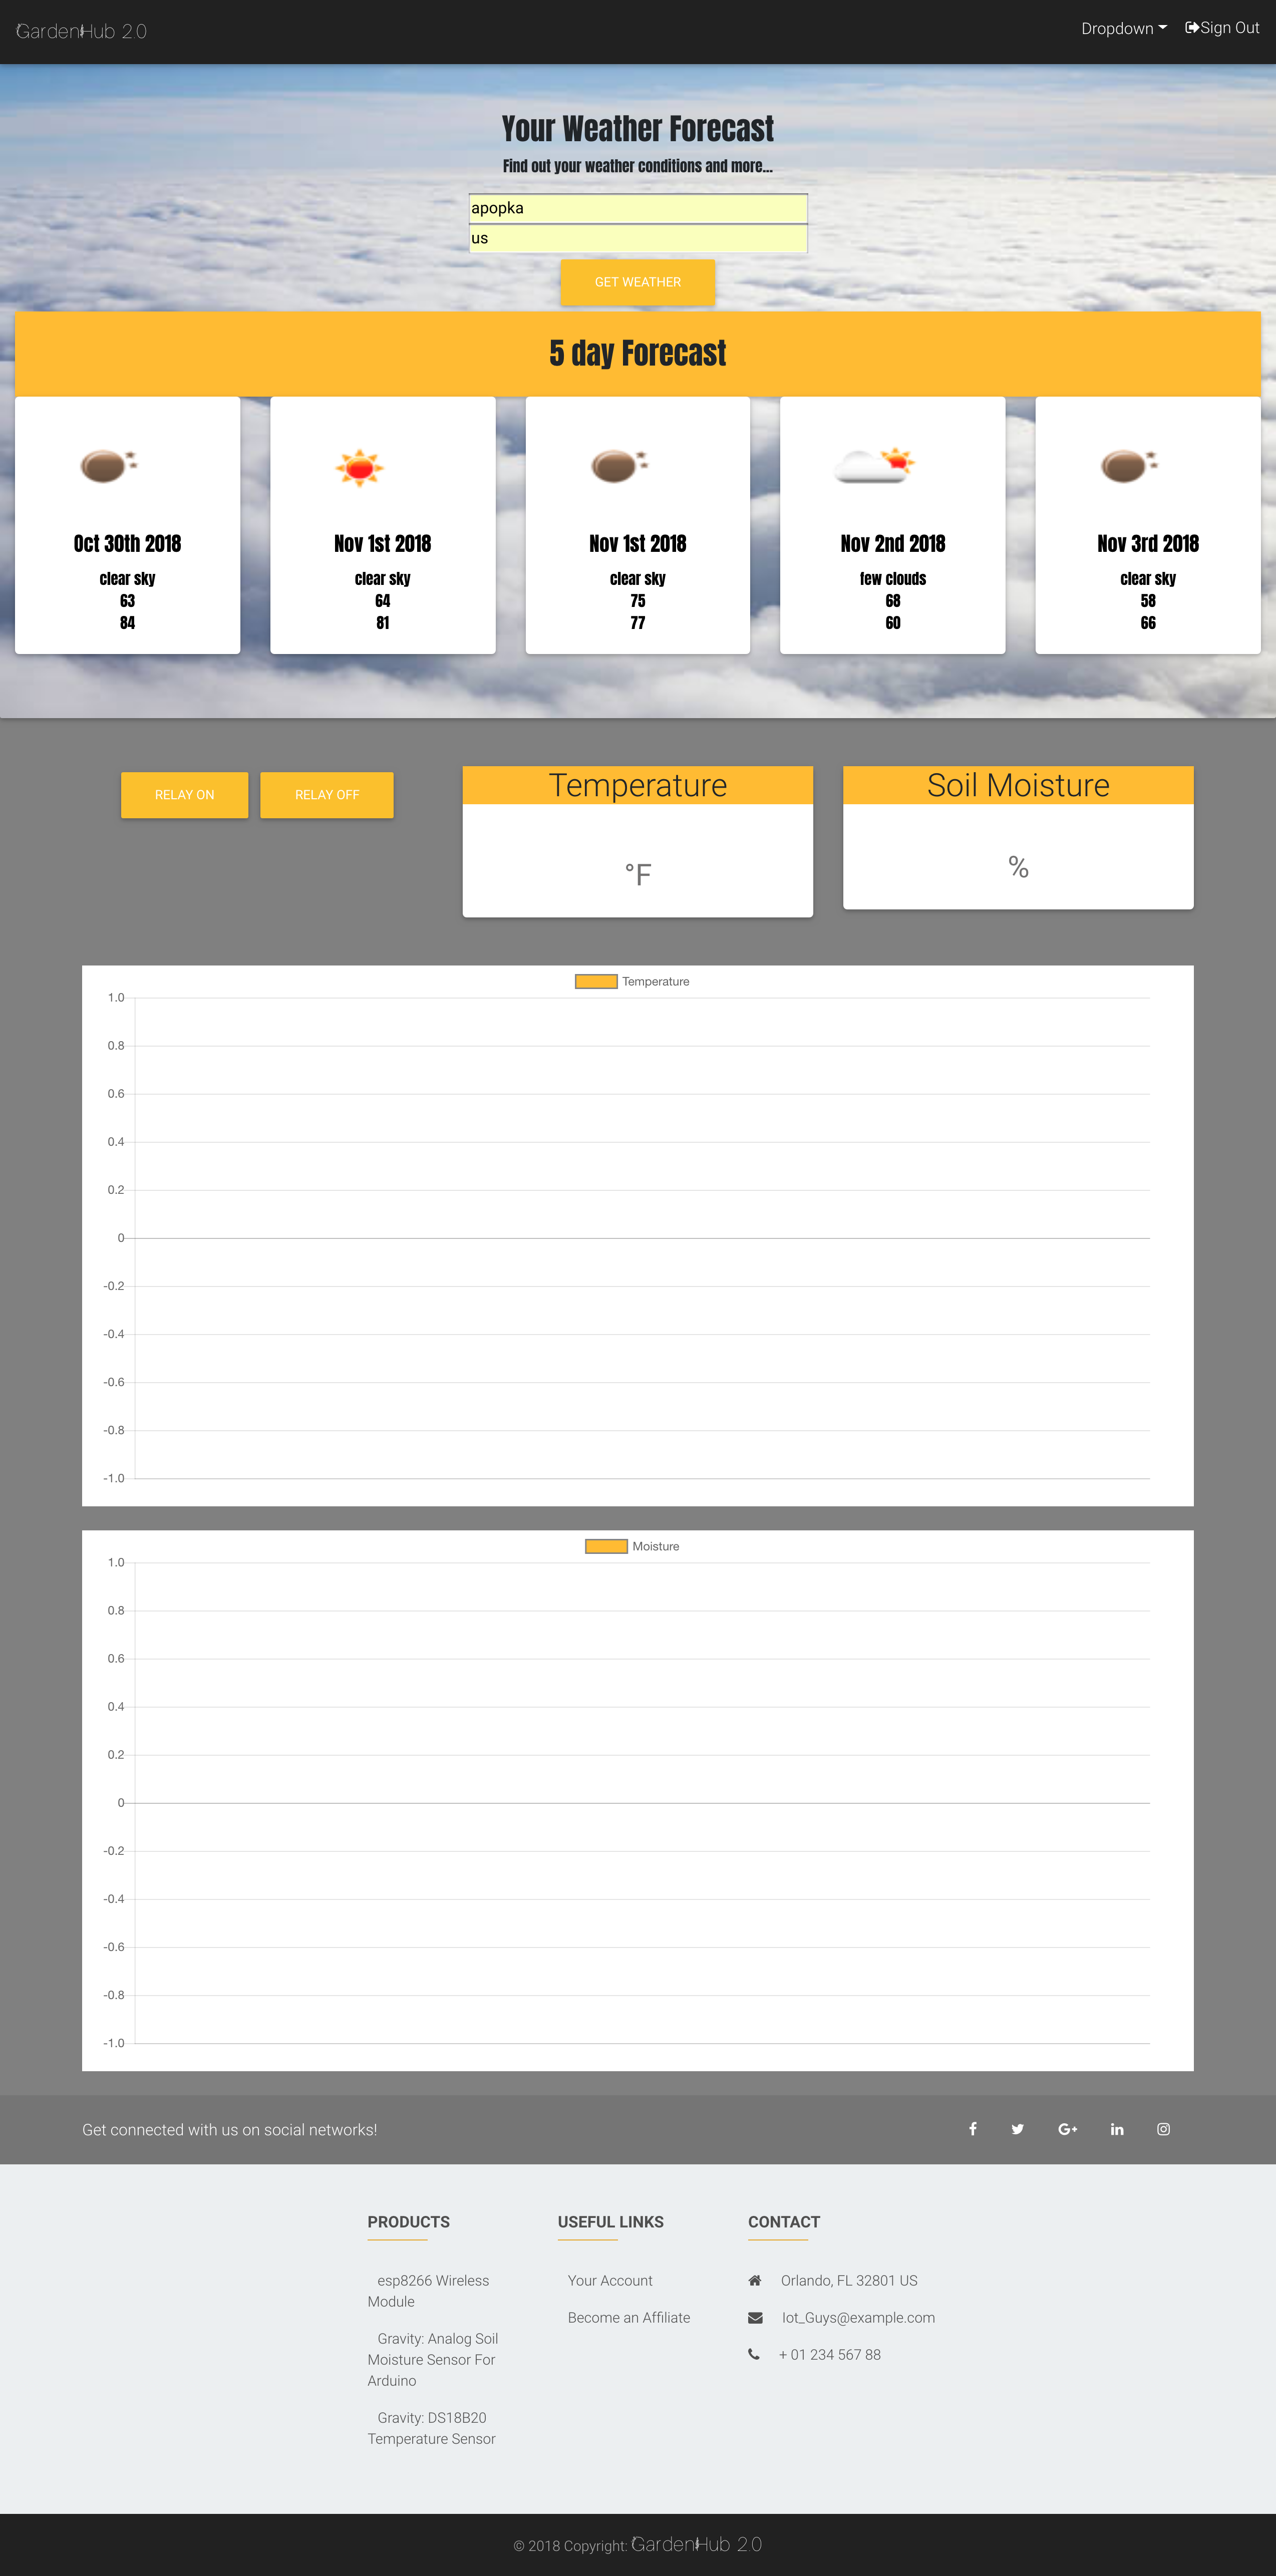 GardenHub 2.0
Dropdown
Sign Out
Your Weather Forecast
Find out your weather conditions and more...
apopka
us
GET WEATHER
5 day Forecast
Oct 30th 2018
clear sky
63
84
Nov 1st 2018
clear sky
64
81
Nov 1st 2018
clear sky
75
77
Nov 2nd 2018
few clouds
68
60
Nov 3rd 2018
clear sky
58
66
RELAY ON
RELAY OFF
Temperature
°F
Soil Moisture
%
Temperature
1.0
0.8
0.6
0.4
0.2
0
-0.2
-0.4
-0.6
-0.8
-1.0
Moisture
1.0
0.8
0.6
0.4
0.2
0
-0.2
-0.4
-0.6
-0.8
-1.0
Get connected with us on social networks!
PRODUCTS
esp8266 Wireless
Module
Gravity: Analog Soil
Moisture Sensor For
Arduino
Gravity: DS18B20
Temperature Sensor
USEFUL LINKS
Your Account
Become an Affiliate
CONTACT
Orlando, FL 32801 US
Iot_Guys@example.com
+ 01 234 567 88
© 2018 Copyright: GardenHub 2.0